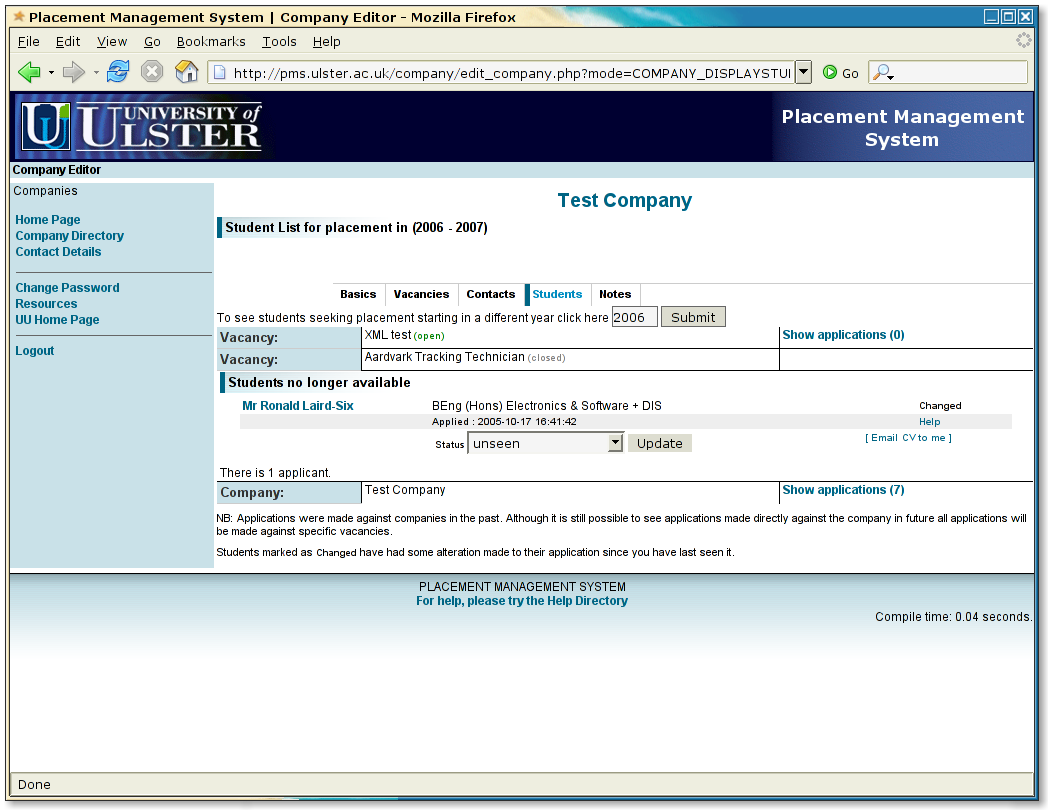 Placement Management System | Company Editor - Mozilla Firefox
File Edit View Go Bookmarks Tools Help
http://pms.ulster.ac.uk/company/edit_company.php?mode=COMPANY_DISPLAYSTUI Go
UNIVERSITY of
ULSTER
Placement Management
System
Company Editor
Companies
Home Page
Company Directory
Contact Details
Change Password
Resources
UU Home Page
Logout
Test Company
Student List for placement in (2006 - 2007)
Basics Vacancies Contacts Students Notes
To see students seeking placement starting in a different year click here 2006 Submit
Vacancy: XML test (open) Show applications (0)
Vacancy: Aardvark Tracking Technician (closed)
Students no longer available
Mr Ronald Laird-Six BEng (Hons) Electronics & Software + DIS Changed
Applied : 2005-10-17 16:41:42 Help
Status unseen Update [ Email CV to me ]
There is 1 applicant.
Company: Test Company Show applications (7)
NB: Applications were made against companies in the past. Although it is still possible to see applications made directly against the company in future all applications will
be made against specific vacancies.
Students marked as Changed have had some alteration made to their application since you have last seen it.
PLACEMENT MANAGEMENT SYSTEM
For help, please try the Help Directory
Compile time: 0.04 seconds.
Done